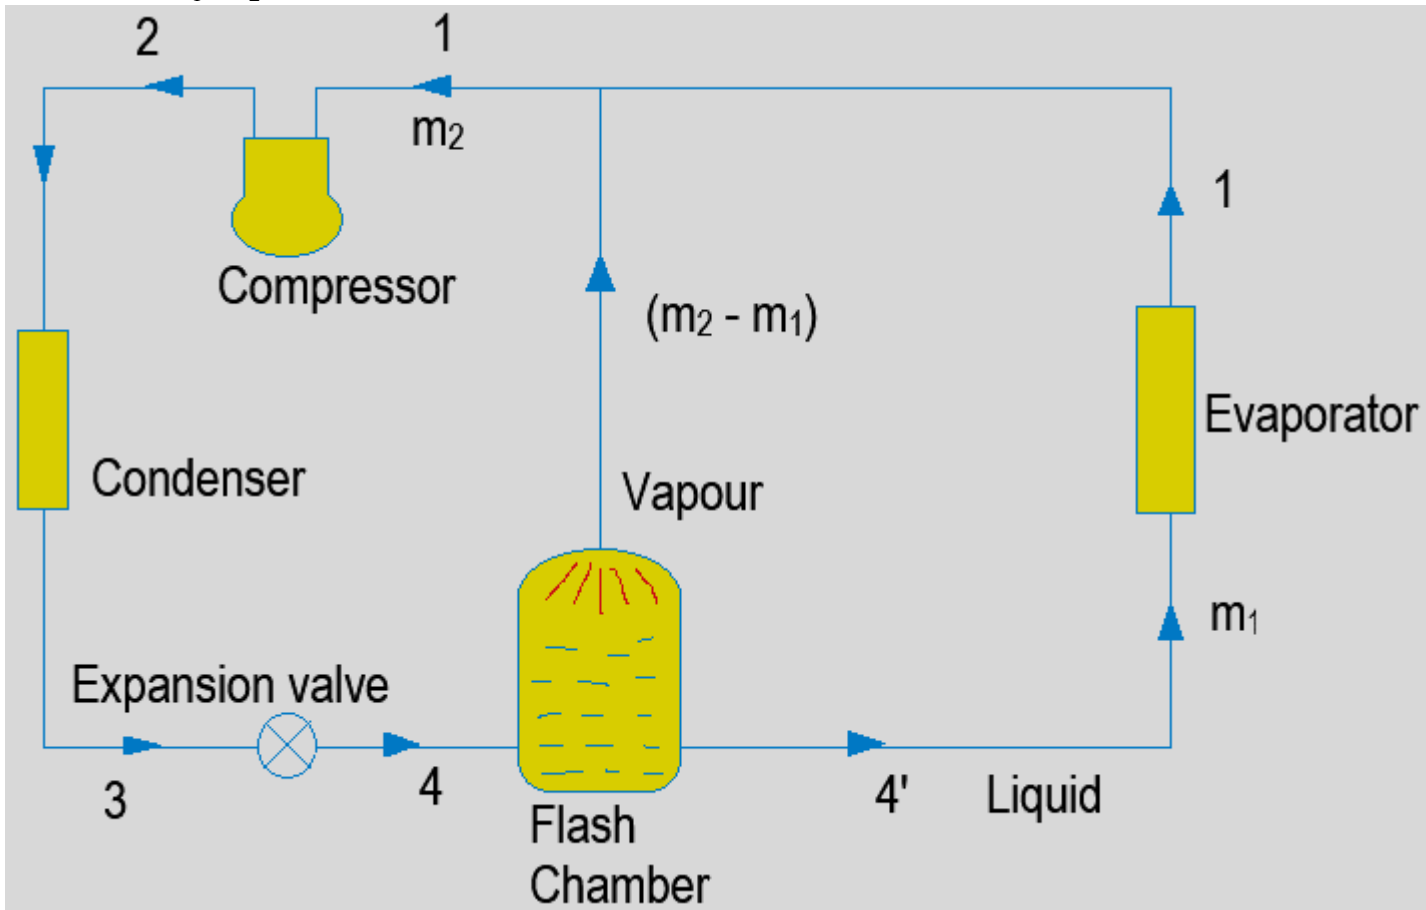 2
1
m₂
1
Compressor
(m₂ - m₁)
Evaporator
Condenser
Vapour
m₁
Expansion valve
3
4
4'
Liquid
Flash
Chamber